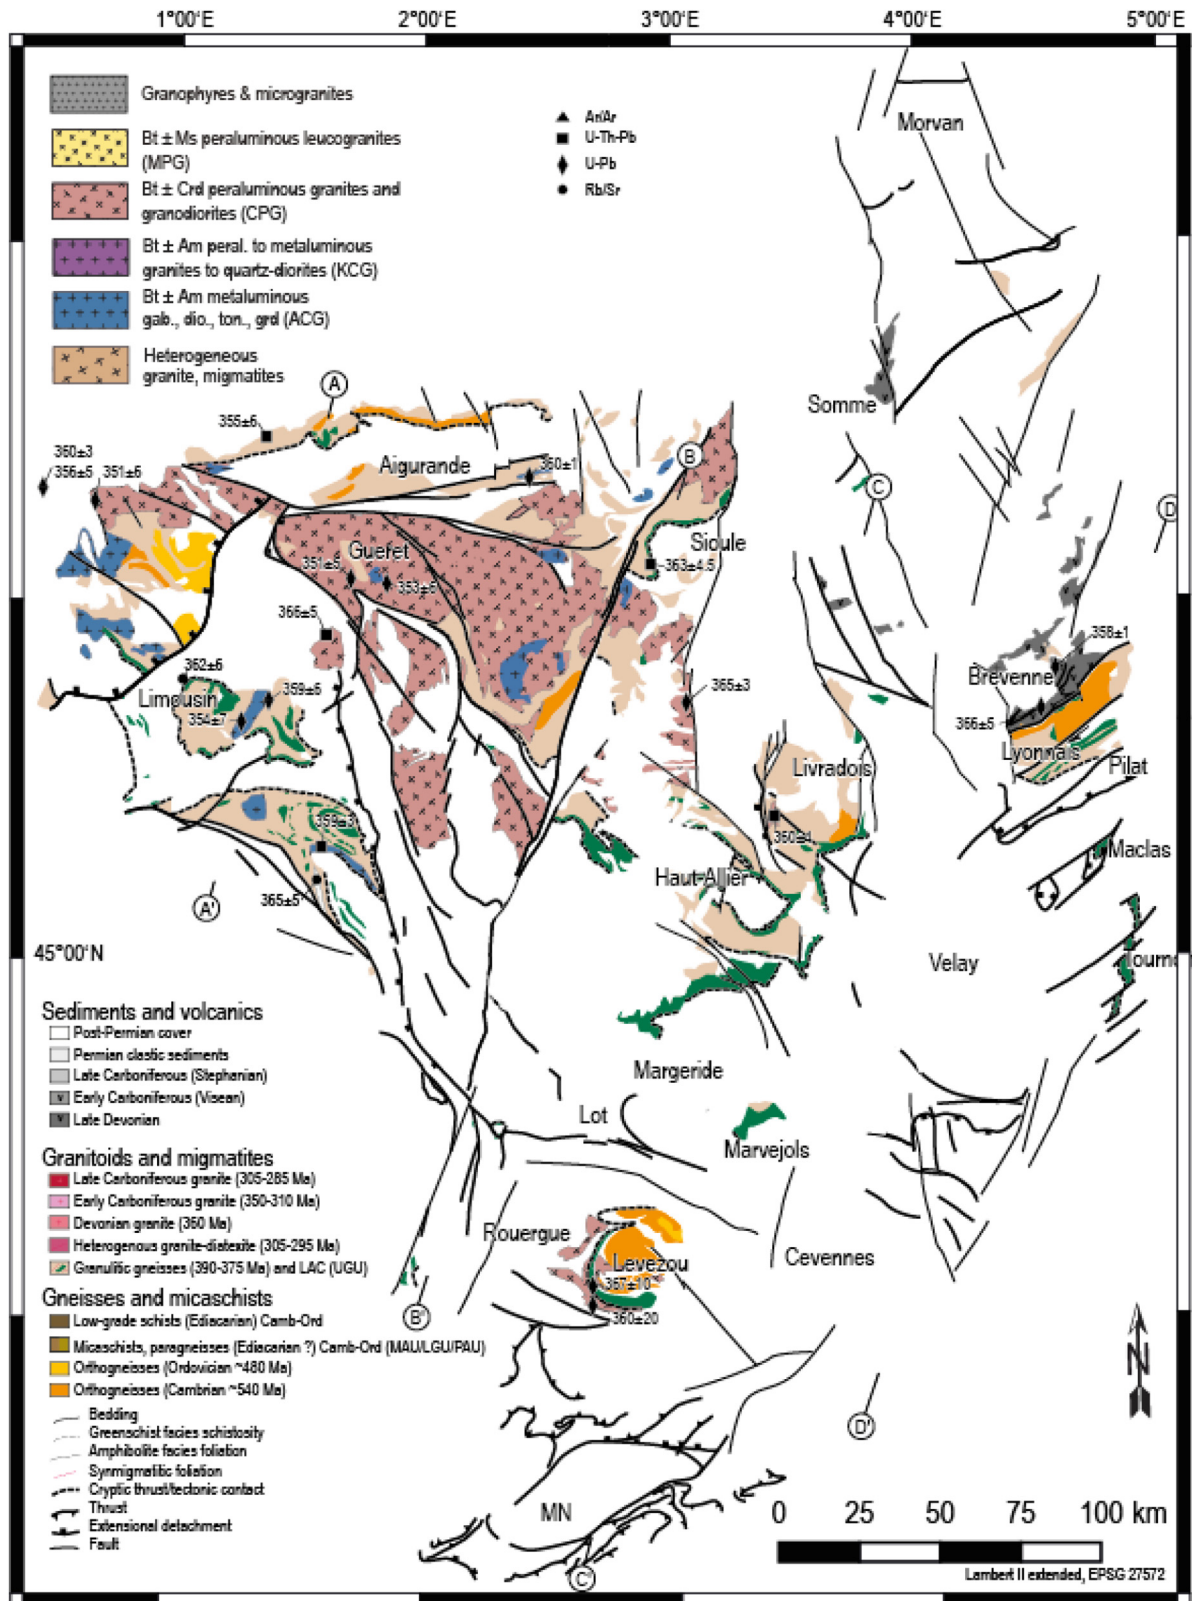 1°00'E 2°00'E 3°00'E 4°00'E 5°00'E
Granophyres & microgranites
Bt ± Ms peraluminous leucogranites
(MPG)
Bt ± Crd peraluminous granites and
granodiorites (CPG)
Bt ± Am peral. to metaluminous
granites to quartz-diorites (KCG)
Bt ± Am metaluminous
gab., dio., ton., grd (ACG)
Heterogeneous
granite, migmatites
Ar/Ar
U-Th-Pb
U-Pb
Rb/Sr
Morvan
A
Somme
355±6
360±3
356±5
351±6
Aigurande
360±1
B
C
D
Sioule
Gueret
351±5
353±6
363±4.5
366±5
358±1
362±6
Limousin
359±6
354±7
365±3
Brevenne
366±5
Lyonnais
Pilat
Livradois
359±3
360±4
Maclas
Haut-Allier
365±5
A'
45°00'N
Velay
Tourno
Sediments and volcanics
Post-Permian cover
Permian clastic sediments
Late Carboniferous (Stephanian)
Early Carboniferous (Visean)
Late Devonian
Margeride
Lot
Marvejols
Granitoids and migmatites
Late Carboniferous granite (305-285 Ma)
Early Carboniferous granite (350-310 Ma)
Devonian granite (360 Ma)
Heterogenous granite-diatexite (305-295 Ma)
Granulitic gneisses (390-375 Ma) and LAC (UGU)
Rouergue
Levezou
Cevennes
367±10
360±20
B'
Gneisses and micaschists
Low-grade schists (Ediacarian) Camb-Ord
Micaschists, paragneisses (Ediacarian ?) Camb-Ord (MAU/LGU/PAU)
Orthogneisses (Ordovician ~480 Ma)
Orthogneisses (Cambrian ~540 Ma)
Bedding
Greenschist facies schistosity
Amphibolite facies foliation
Synmigmatitic foliation
Cryptic thrust/tectonic contact
Thrust
Extensional detachment
Fault
N
D'
MN
C'
0 25 50 75 100 km
Lambert II extended, EPSG 27572